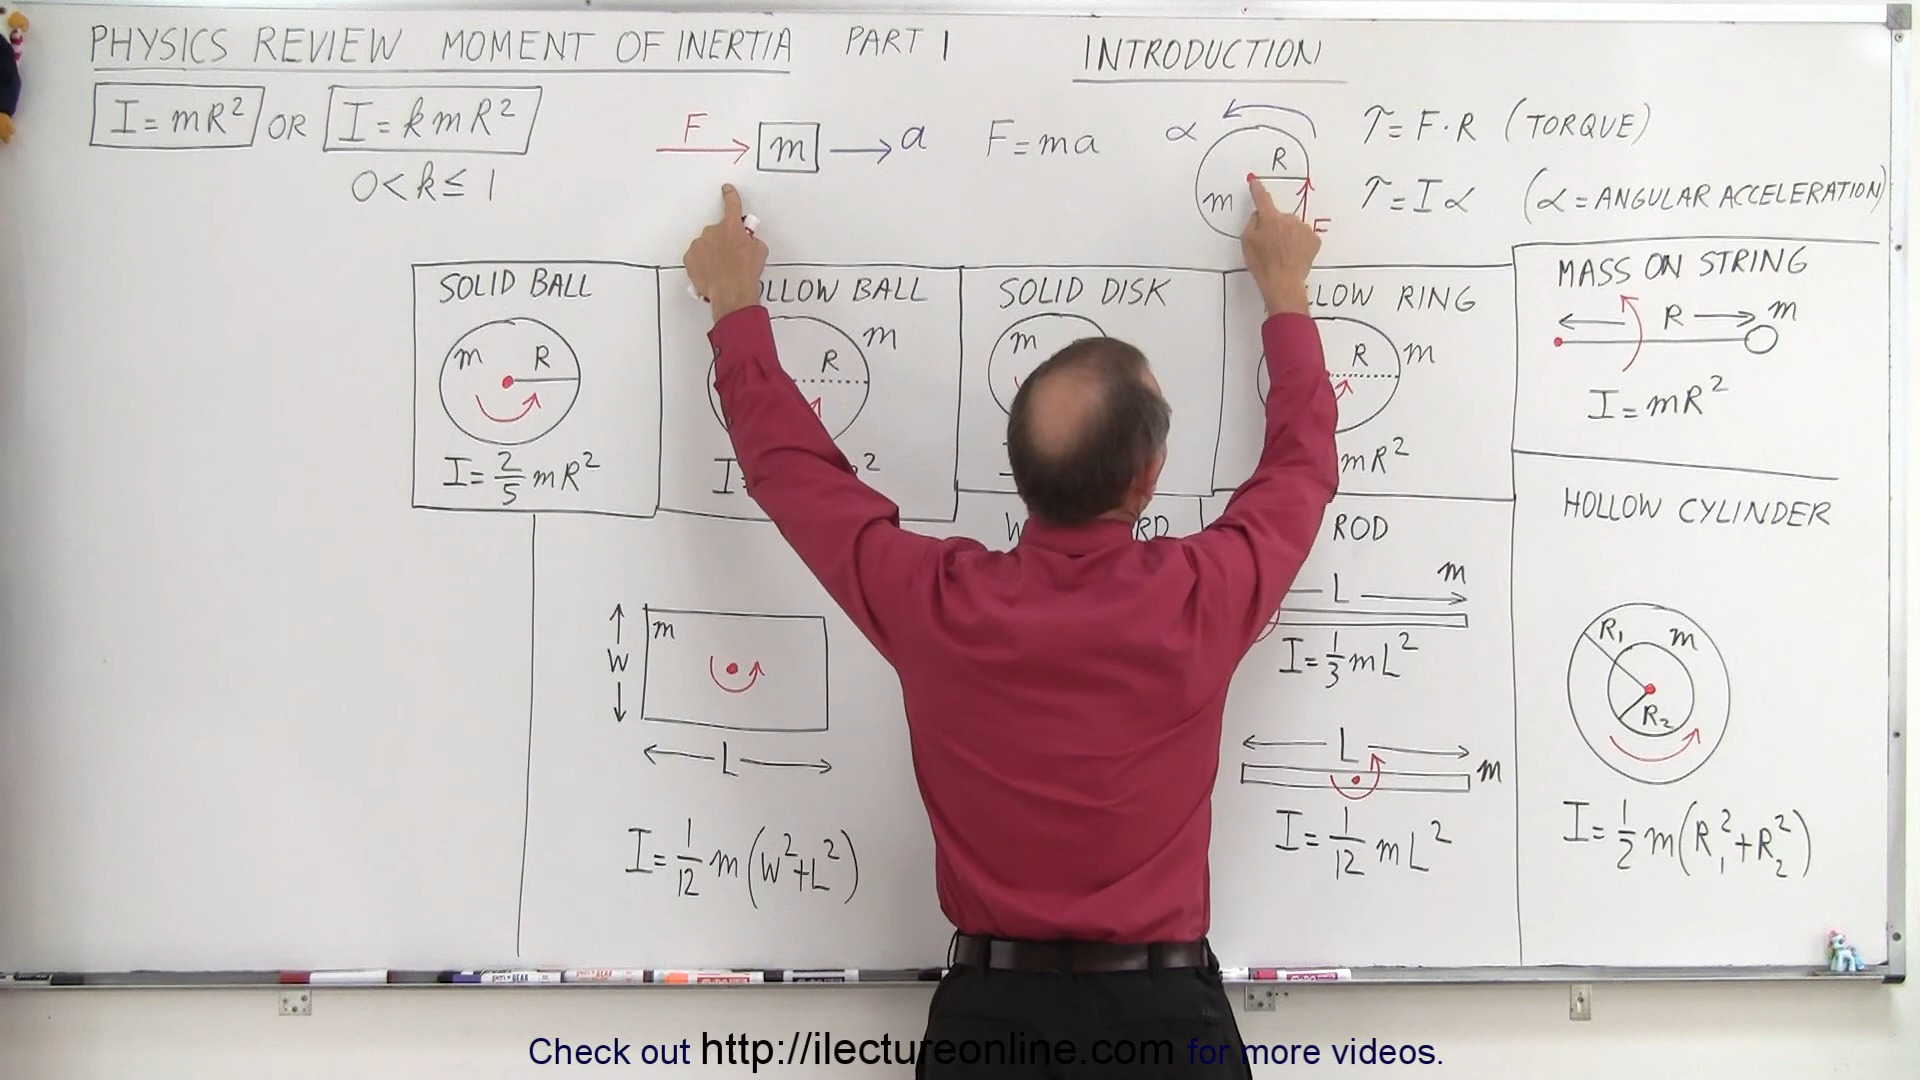 PHYSICS REVIEW MOMENT OF INERTIA PART 1 INTRODUCTION
I = mR² OR I = kmR²
0 < k ≤ 1
F m a F = ma
α R m F
τ = F·R (TORQUE)
τ = Iα (α = ANGULAR ACCELERATION)
SOLID BALL
m R
I = 2/5 mR²
BALL
R m
I =
SOLID DISK
m
RING
R m
mR²
MASS ON STRING
R m
I = mR²
m
W
L
I = 1/12 m(W² + L²)
ROD
L m
I = 1/3 mL²
L m
I = 1/12 mL²
HOLLOW CYLINDER
R₁ m
R₂
I = 1/2 m(R₁² + R₂²)
Check out http://ilectureonline.com for more videos.